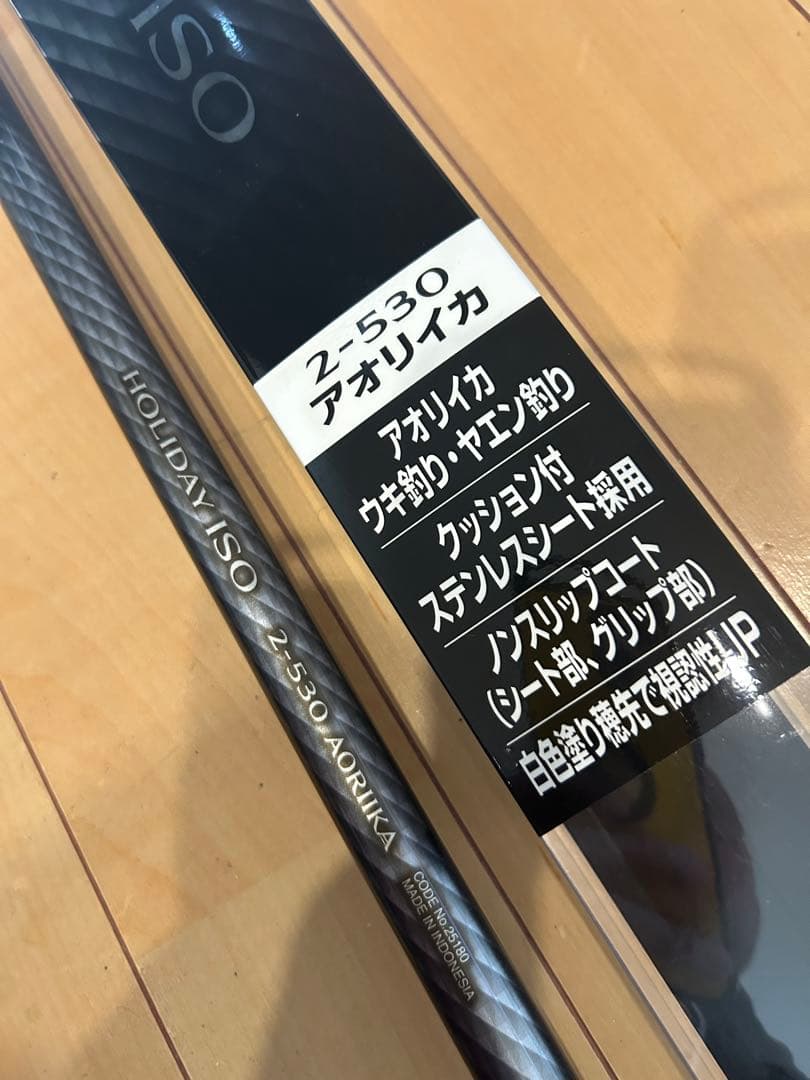 ISO
2-530
アオリイカ
アオリイカ
ウキ釣り・ヤエン釣り
クッション付
ステンレスシート採用
ノンスリップコート
(シート部、グリップ部)
白色塗り穂先で視認性UP
HOLIDAY ISO
2-530 AORIIKA
CODE No.25180
MADE IN INDONESIA